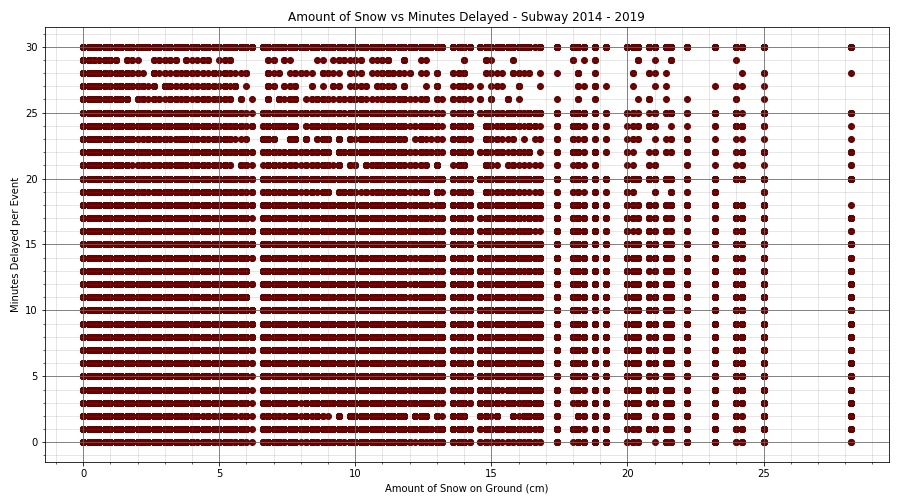 Amount of Snow vs Minutes Delayed - Subway 2014 - 2019
30
25
20
15
10
5
0
Minutes Delayed per Event
0 5 10 15 20 25
Amount of Snow on Ground (cm)